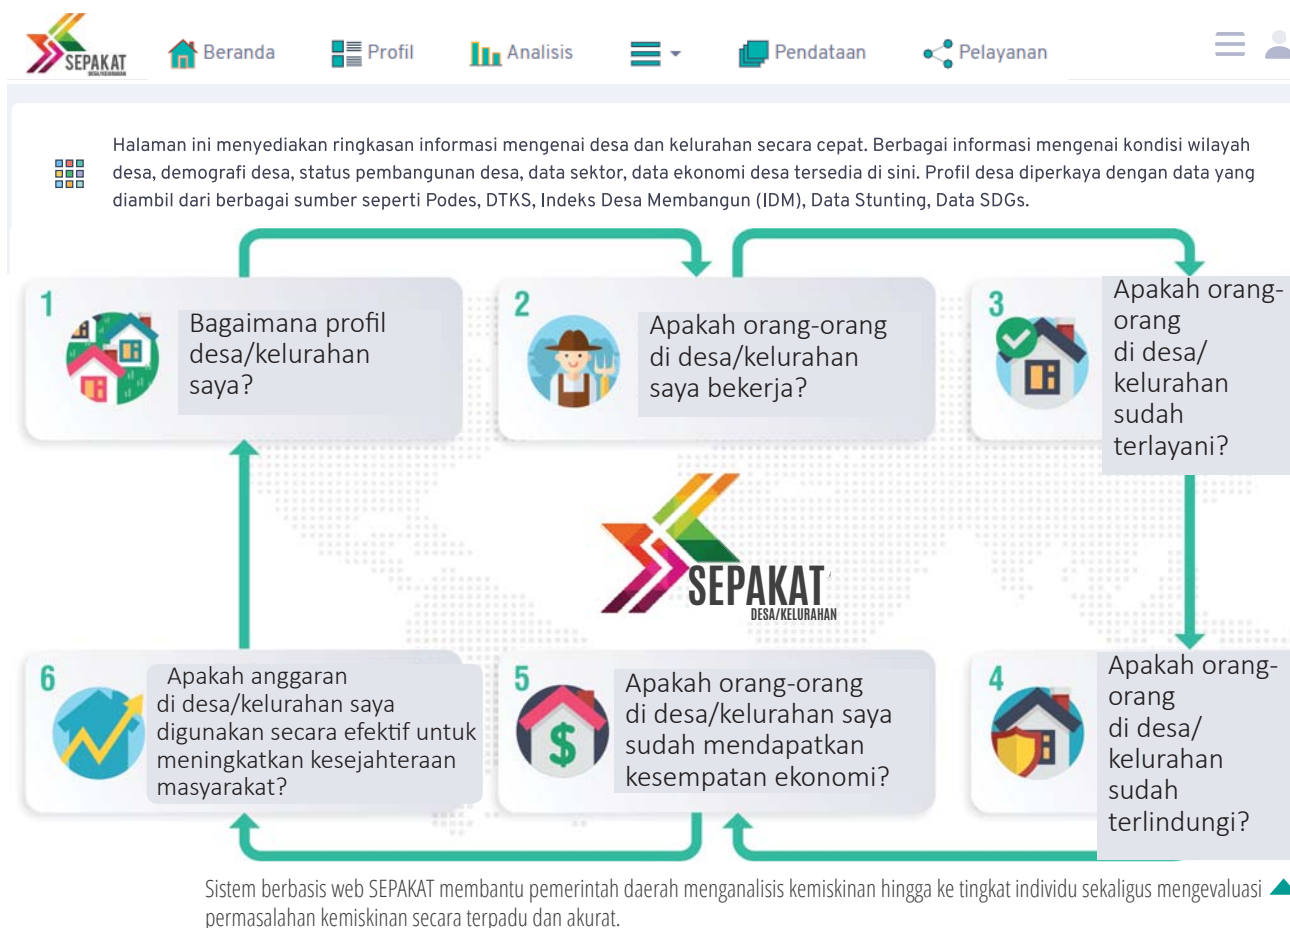 SEPAKAT
DESA/KELURAHAN
Beranda
Profil
Analisis
Pendataan
Pelayanan
Halaman ini menyediakan ringkasan informasi mengenai desa dan kelurahan secara cepat. Berbagai informasi mengenai kondisi wilayah
desa, demografi desa, status pembangunan desa, data sektor, data ekonomi desa tersedia di sini. Profil desa diperkaya dengan data yang
diambil dari berbagai sumber seperti Podes, DTKS, Indeks Desa Membangun (IDM), Data Stunting, Data SDGs.
1
Bagaimana profil
desa/kelurahan
saya?
2
Apakah orang-orang
di desa/kelurahan
saya bekerja?
3
Apakah orang-
orang
di desa/
kelurahan
sudah
terlayani?
SEPAKAT
DESA/KELURAHAN
6
Apakah anggaran
di desa/kelurahan saya
digunakan secara efektif untuk
meningkatkan kesejahteraan
masyarakat?
5
Apakah orang-orang
di desa/kelurahan saya
sudah mendapatkan
kesempatan ekonomi?
4
Apakah orang-
orang
di desa/
kelurahan
sudah
terlindungi?
Sistem berbasis web SEPAKAT membantu pemerintah daerah menganalisis kemiskinan hingga ke tingkat individu sekaligus mengevaluasi
permasalahan kemiskinan secara terpadu dan akurat.